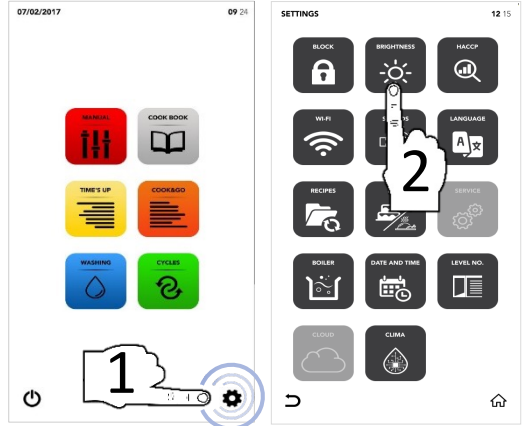 07/02/2017 09 24
MANUAL COOK BOOK
TIME'S UP COOK&GO
WASHING CYCLES
1
SETTINGS 12 15
BLOCK BRIGHTNESS HACCP
WI-FI LANGUAGE
A
2
RECIPES SERVICE
BOILER DATE AND TIME LEVEL NO.
CLOUD CLIMA